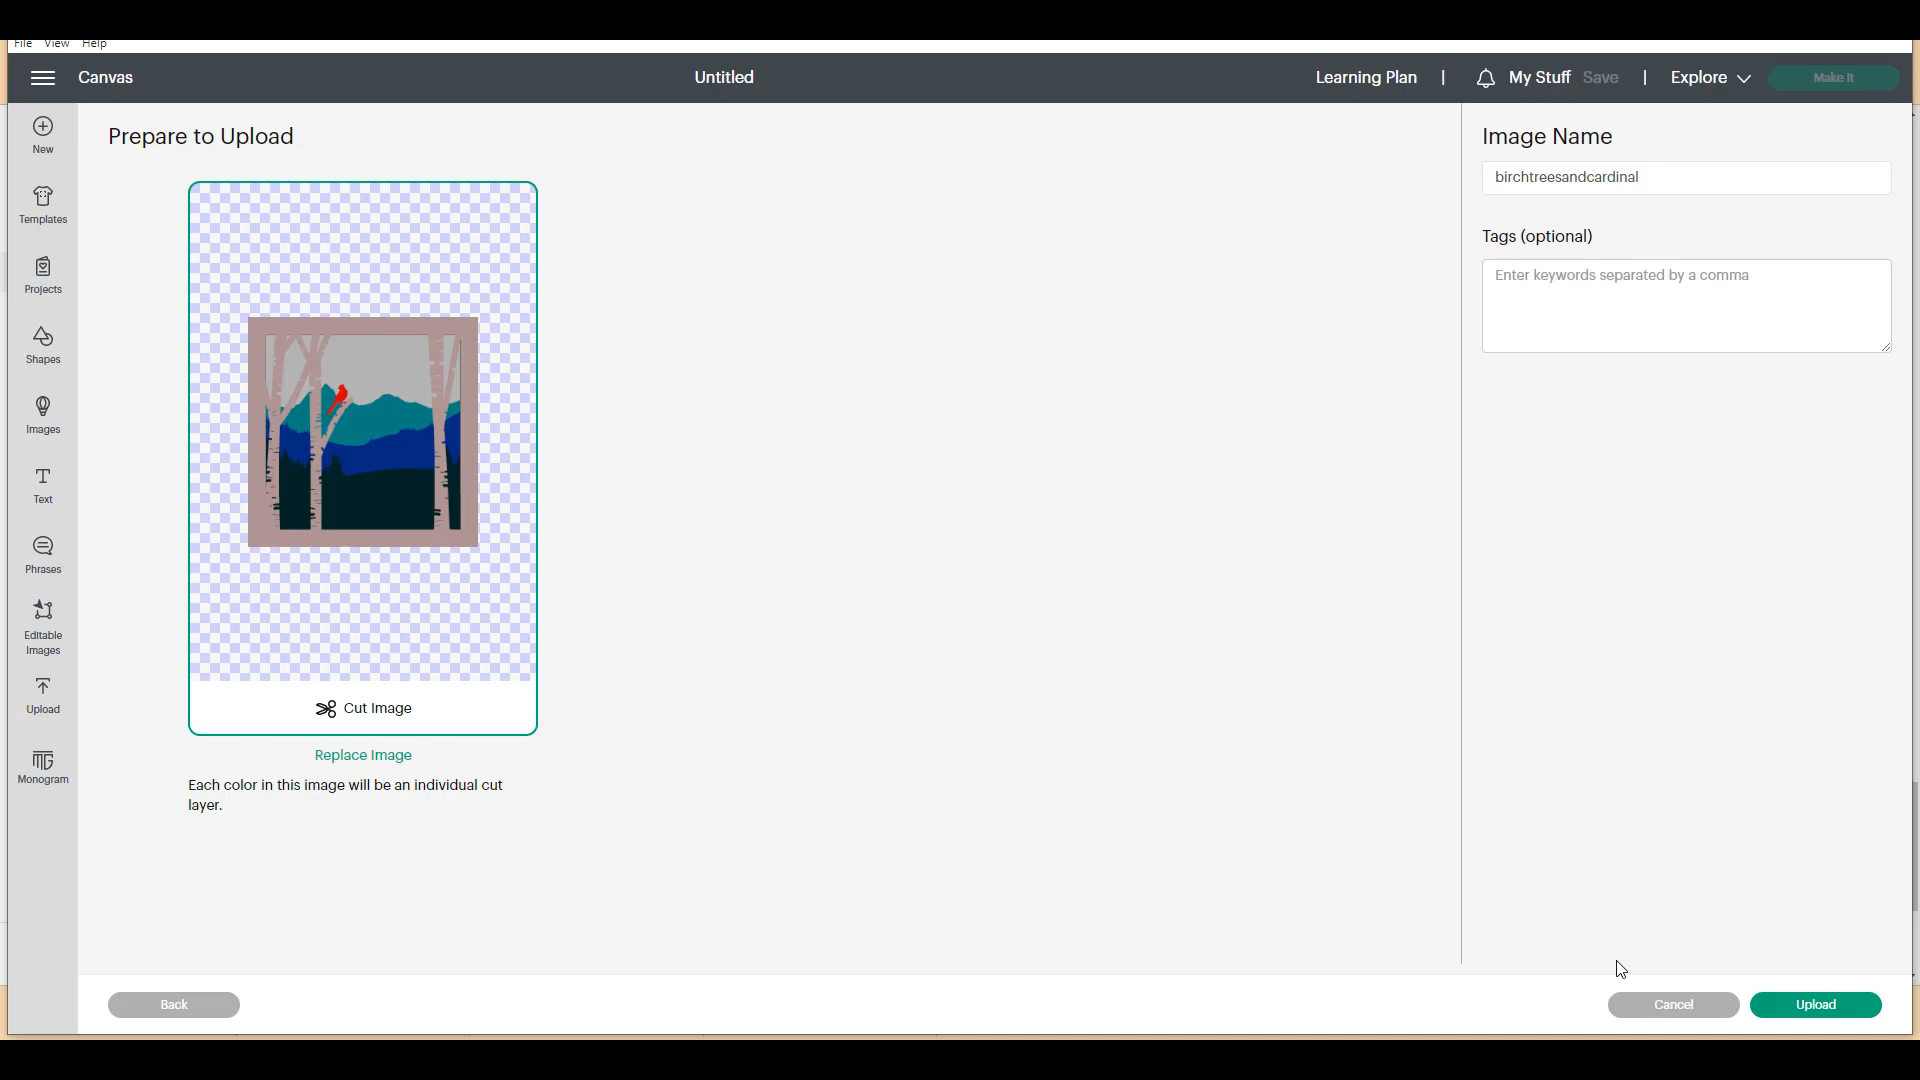 File View Help
Canvas
Untitled
Learning Plan | My Stuff Save | Explore Make It
New
Templates
Projects
Shapes
Images
Text
Phrases
Editable
Images
Upload
Monogram
Prepare to Upload
Cut Image
Replace Image
Each color in this image will be an individual cut
layer.
Image Name
birchtreesandcardinal
Tags (optional)
Enter keywords separated by a comma
Back
Cancel
Upload